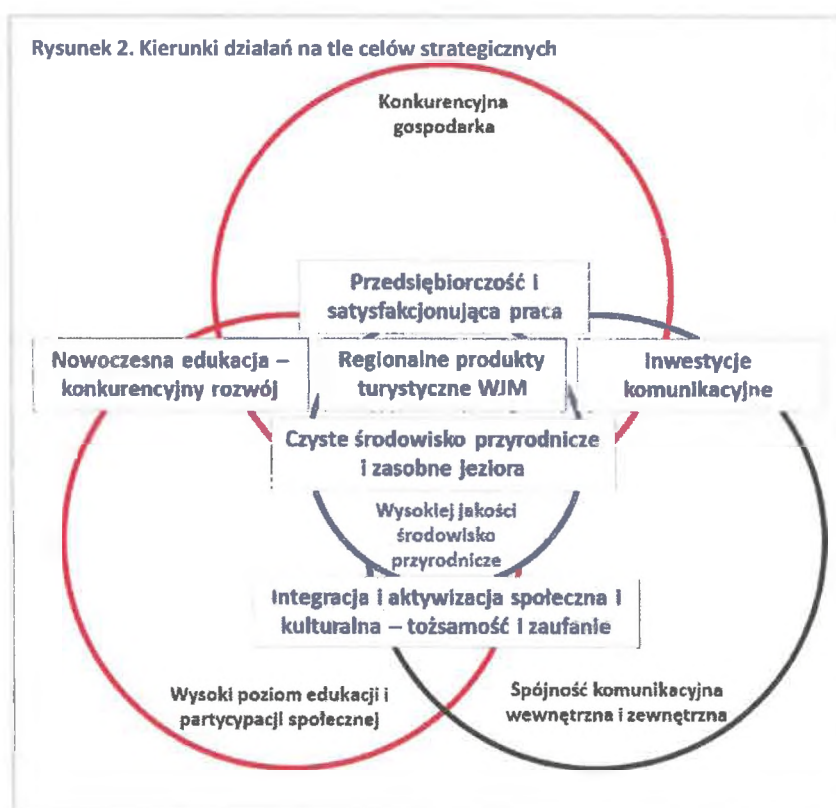 Rysunek 2. Kierunki działań na tle celów strategicznych
Konkurencyjna
gospodarka
Przedsiębiorczość i
satysfakcjonująca praca
Nowoczesna edukacja –
konkurencyjny rozwój
Regionalne produkty
turystyczne WJM
Inwestycje
komunikacyjne
Czyste środowisko przyrodnicze
i zasobne jeziora
Wysokiej jakości
środowisko
przyrodnicze
Integracja i aktywizacja społeczna i
kulturalna – tożsamość i zaufanie
Wysoki poziom edukacji i
partycypacji społecznej
Spójność komunikacyjna
wewnętrzna i zewnętrzna